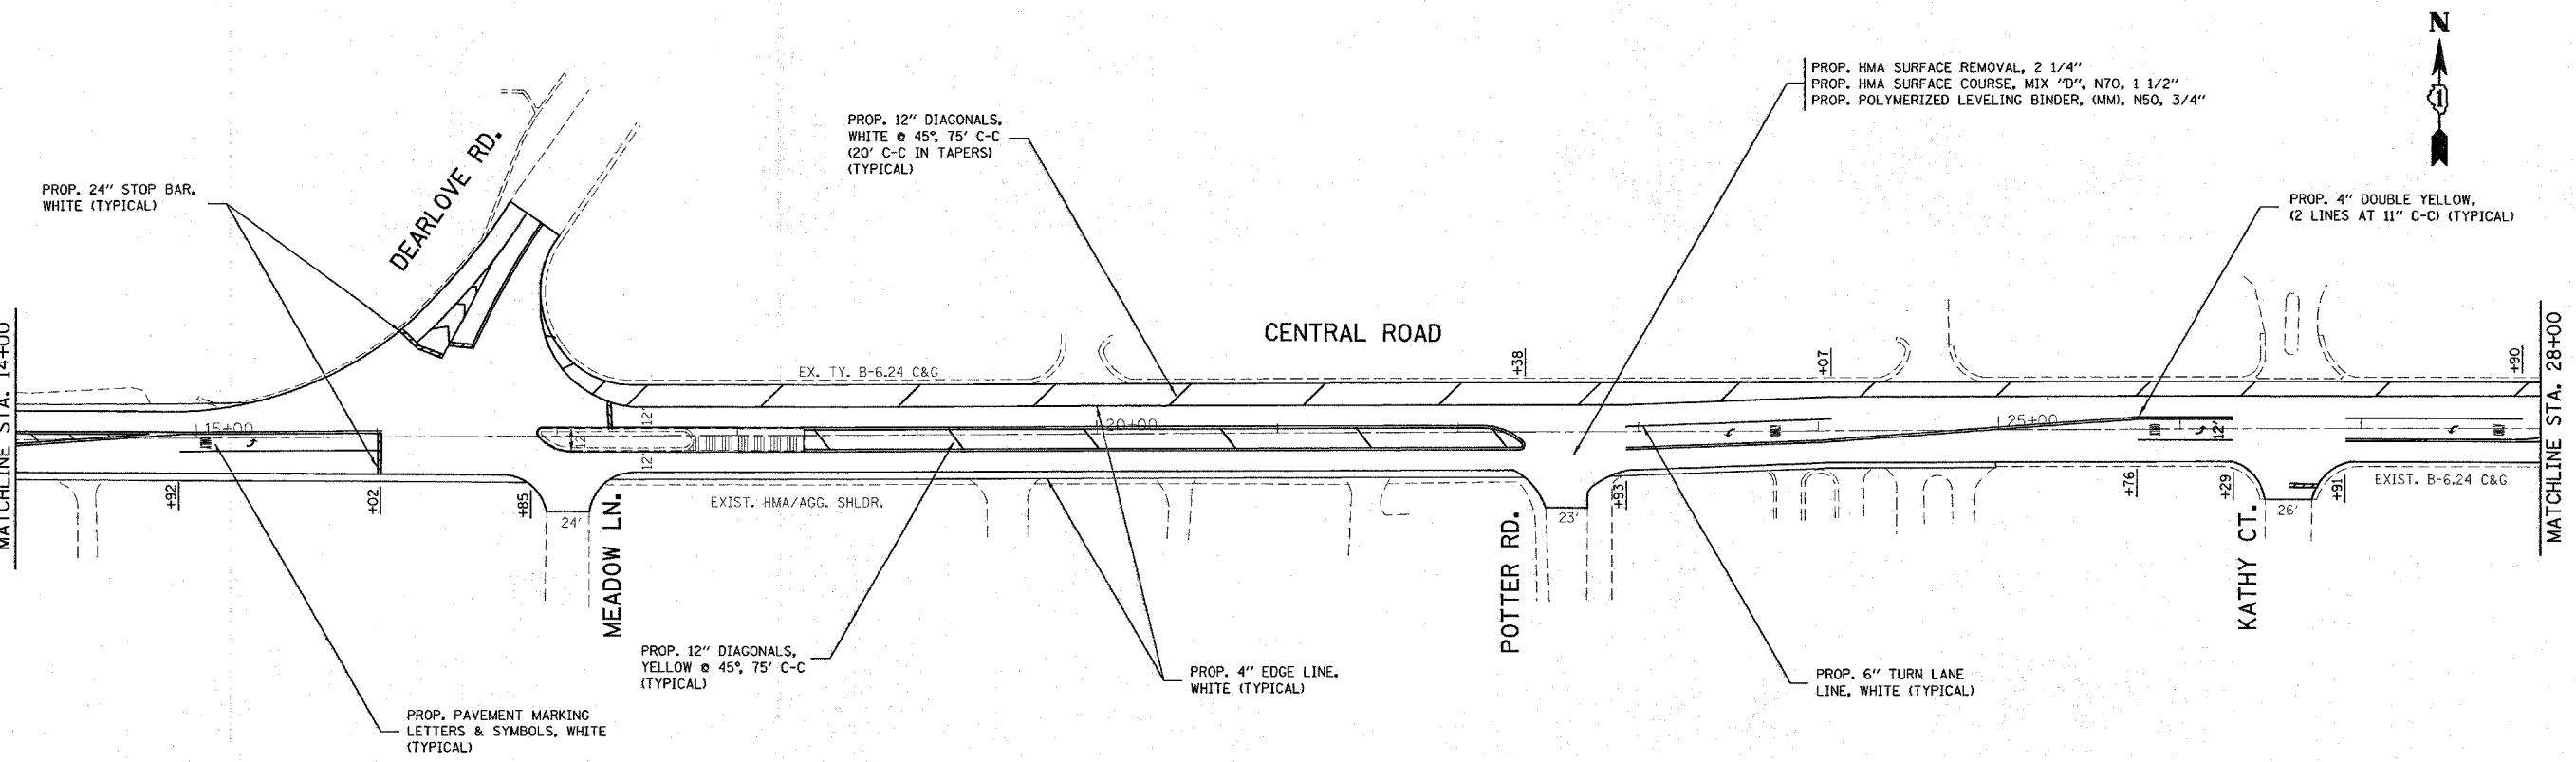 N
1
PROP. HMA SURFACE REMOVAL, 2 1/4"
PROP. HMA SURFACE COURSE, MIX "D", N70, 1 1/2"
PROP. POLYMERIZED LEVELING BINDER, (MM), N50, 3/4"
PROP. 12" DIAGONALS,
WHITE @ 45°, 75' C-C
(20' C-C IN TAPERS)
(TYPICAL)
PROP. 24" STOP BAR,
WHITE (TYPICAL)
DEARLOVE RD.
PROP. 4" DOUBLE YELLOW,
(2 LINES AT 11" C-C) (TYPICAL)
CENTRAL ROAD
MATCHLINE STA. 14+00
MATCHLINE STA. 28+00
EX. TY. B-6.24 C&G
+38
+07
+90
15+00
12'
12'
12'
20+00
25+00
12'
+92
+02
+85
24'
MEADOW LN.
EXIST. HMA/AGG. SHLDR.
POTTER RD.
23'
+93
+76
+29
KATHY CT.
26'
+91
EXIST. B-6.24 C&G
PROP. 12" DIAGONALS,
YELLOW @ 45°, 75' C-C
(TYPICAL)
PROP. 4" EDGE LINE,
WHITE (TYPICAL)
PROP. 6" TURN LANE
LINE, WHITE (TYPICAL)
PROP. PAVEMENT MARKING
LETTERS & SYMBOLS, WHITE
(TYPICAL)